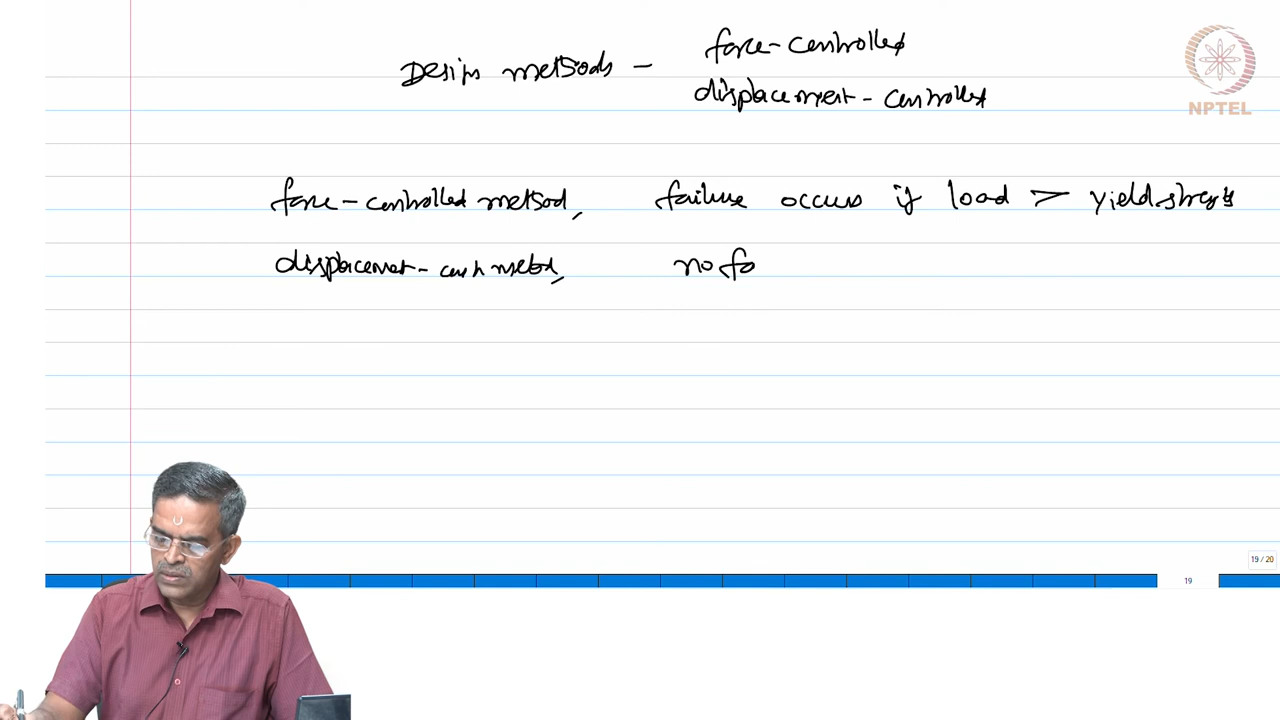 Design methods - force-controlled
displacement - controlled
NPTEL
force-controlled method, failure occurs if load > yield stress
displacement - method, no fo
19 / 20
19